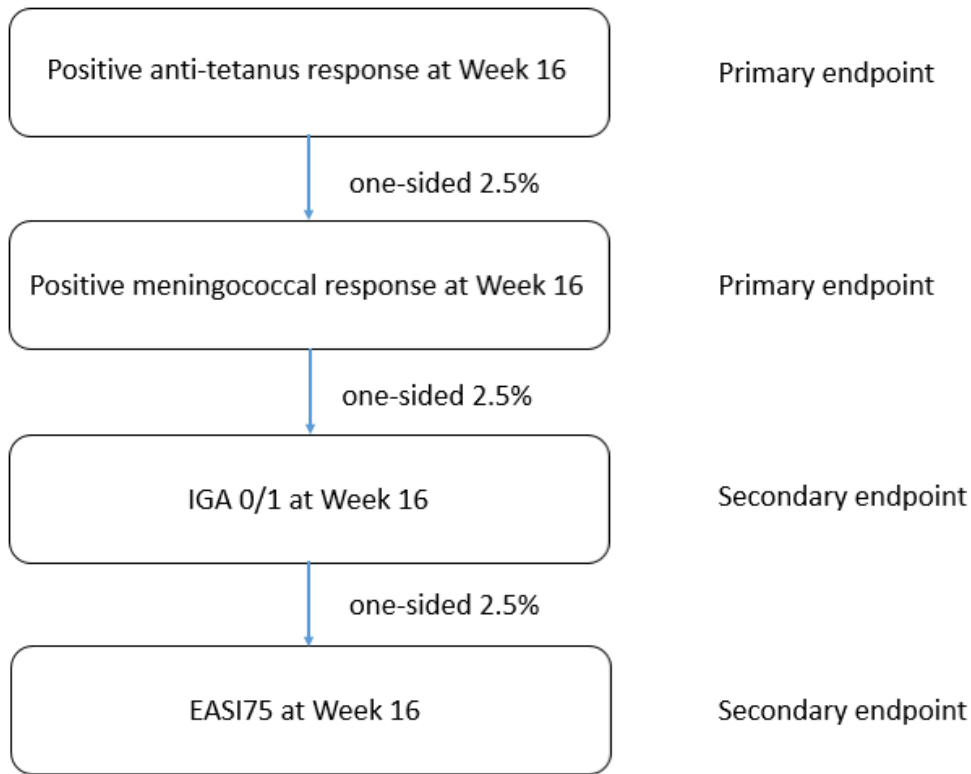 Positive anti-tetanus response at Week 16
Primary endpoint
one-sided 2.5%
Positive meningococcal response at Week 16
Primary endpoint
one-sided 2.5%
IGA 0/1 at Week 16
Secondary endpoint
one-sided 2.5%
EASI75 at Week 16
Secondary endpoint